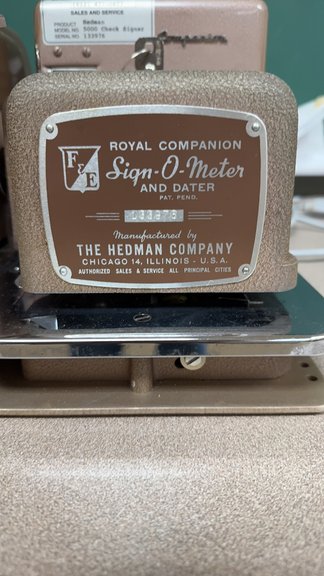 SALES AND SERVICE
PRODUCT Hedman
MODEL NO. 5000 Check Signer
SERIAL NO. 133976
Companion
F&E
ROYAL COMPANION
Sign-O-Meter
AND DATER
PAT. PEND.
Manufactured by
THE HEDMAN COMPANY
CHICAGO 14, ILLINOIS - U.S.A.
AUTHORIZED SALES & SERVICE ALL PRINCIPAL CITIES